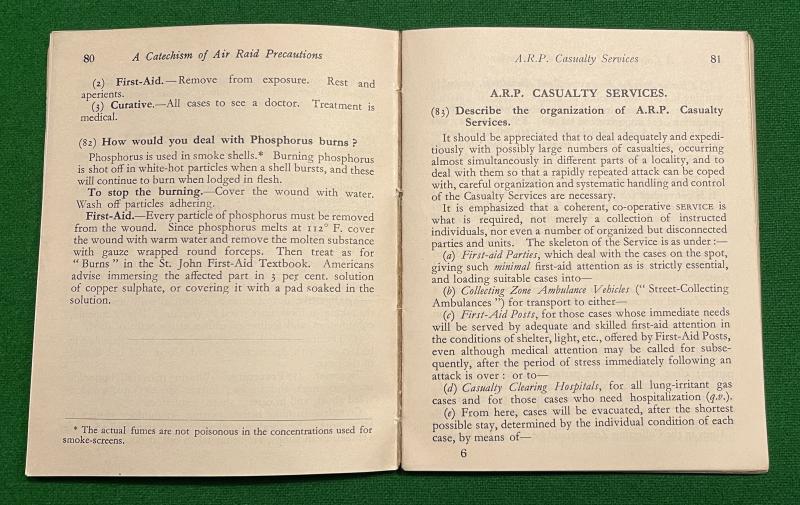 80 A Catechism of Air Raid Precautions
(2) First-Aid.—Remove from exposure. Rest and
aperients.
(3) Curative.—All cases to see a doctor. Treatment is
medical.
(82) How would you deal with Phosphorus burns?
Phosphorus is used in smoke shells.* Burning phosphorus
is shot off in white-hot particles when a shell bursts, and these
will continue to burn when lodged in flesh.
To stop the burning.—Cover the wound with water.
Wash off particles adhering.
First-Aid.—Every particle of phosphorus must be removed
from the wound. Since phosphorus melts at 112° F. cover
the wound with warm water and remove the molten substance
with gauze wrapped round forceps. Then treat as for
“Burns” in the St. John First-Aid Textbook. Americans
advise immersing the affected part in 3 per cent. solution
of copper sulphate, or covering it with a pad soaked in the
solution.
* The actual fumes are not poisonous in the concentrations used for
smoke-screens.
A.R.P. Casualty Services 81
A.R.P. CASUALTY SERVICES.
(83) Describe the organization of A.R.P. Casualty
Services.
It should be appreciated that to deal adequately and expedi-
tiously with possibly large numbers of casualties, occurring
almost simultaneously in different parts of a locality, and to
deal with them so that a rapidly repeated attack can be coped
with, careful organization and systematic handling and control
of the Casualty Services are necessary.
It is emphasized that a coherent, co-operative SERVICE is
what is required, not merely a collection of instructed
individuals, nor even a number of organized but disconnected
parties and units. The skeleton of the Service is as under:—
(a) First-aid Parties, which deal with the cases on the spot,
giving such minimal first-aid attention as is strictly essential,
and loading suitable cases into—
(b) Collecting Zone Ambulance Vehicles (“Street-Collecting
Ambulances”) for transport to either—
(c) First-Aid Posts, for those cases whose immediate needs
will be served by adequate and skilled first-aid attention in
the conditions of shelter, light, etc., offered by First-Aid Posts,
even although medical attention may be called for subse-
quently, after the period of stress immediately following an
attack is over: or to—
(d) Casualty Clearing Hospitals, for all lung-irritant gas
cases and for those cases who need hospitalization (q.v.).
(e) From here, cases will be evacuated, after the shortest
possible stay, determined by the individual condition of each
case, by means of—
6